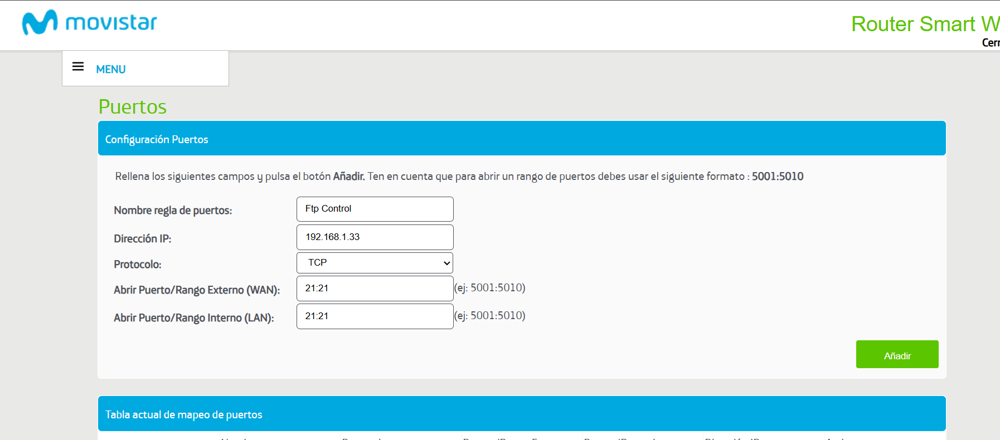 movistar
Router Smart W
Cerr
MENU
Puertos
Configuración Puertos
Rellena los siguientes campos y pulsa el botón Añadir. Ten en cuenta que para abrir un rango de puertos debes usar el siguiente formato : 5001:5010
Nombre regla de puertos: Ftp Control
Dirección IP: 192.168.1.33
Protocolo: TCP
Abrir Puerto/Rango Externo (WAN): 21:21 (ej: 5001:5010)
Abrir Puerto/Rango Interno (LAN): 21:21 (ej: 5001:5010)
Añadir
Tabla actual de mapeo de puertos